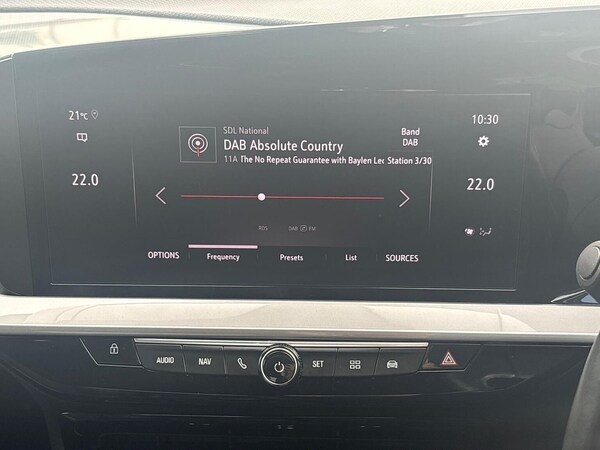 21°C
10:30
SDL National
DAB Absolute Country
11A The No Repeat Guarantee with Baylen Leo
Station 3/30
Band
DAB
22.0
22.0
RDS
DAB
FM
OPTIONS
Frequency
Presets
List
SOURCES
AUDIO
NAV
SET